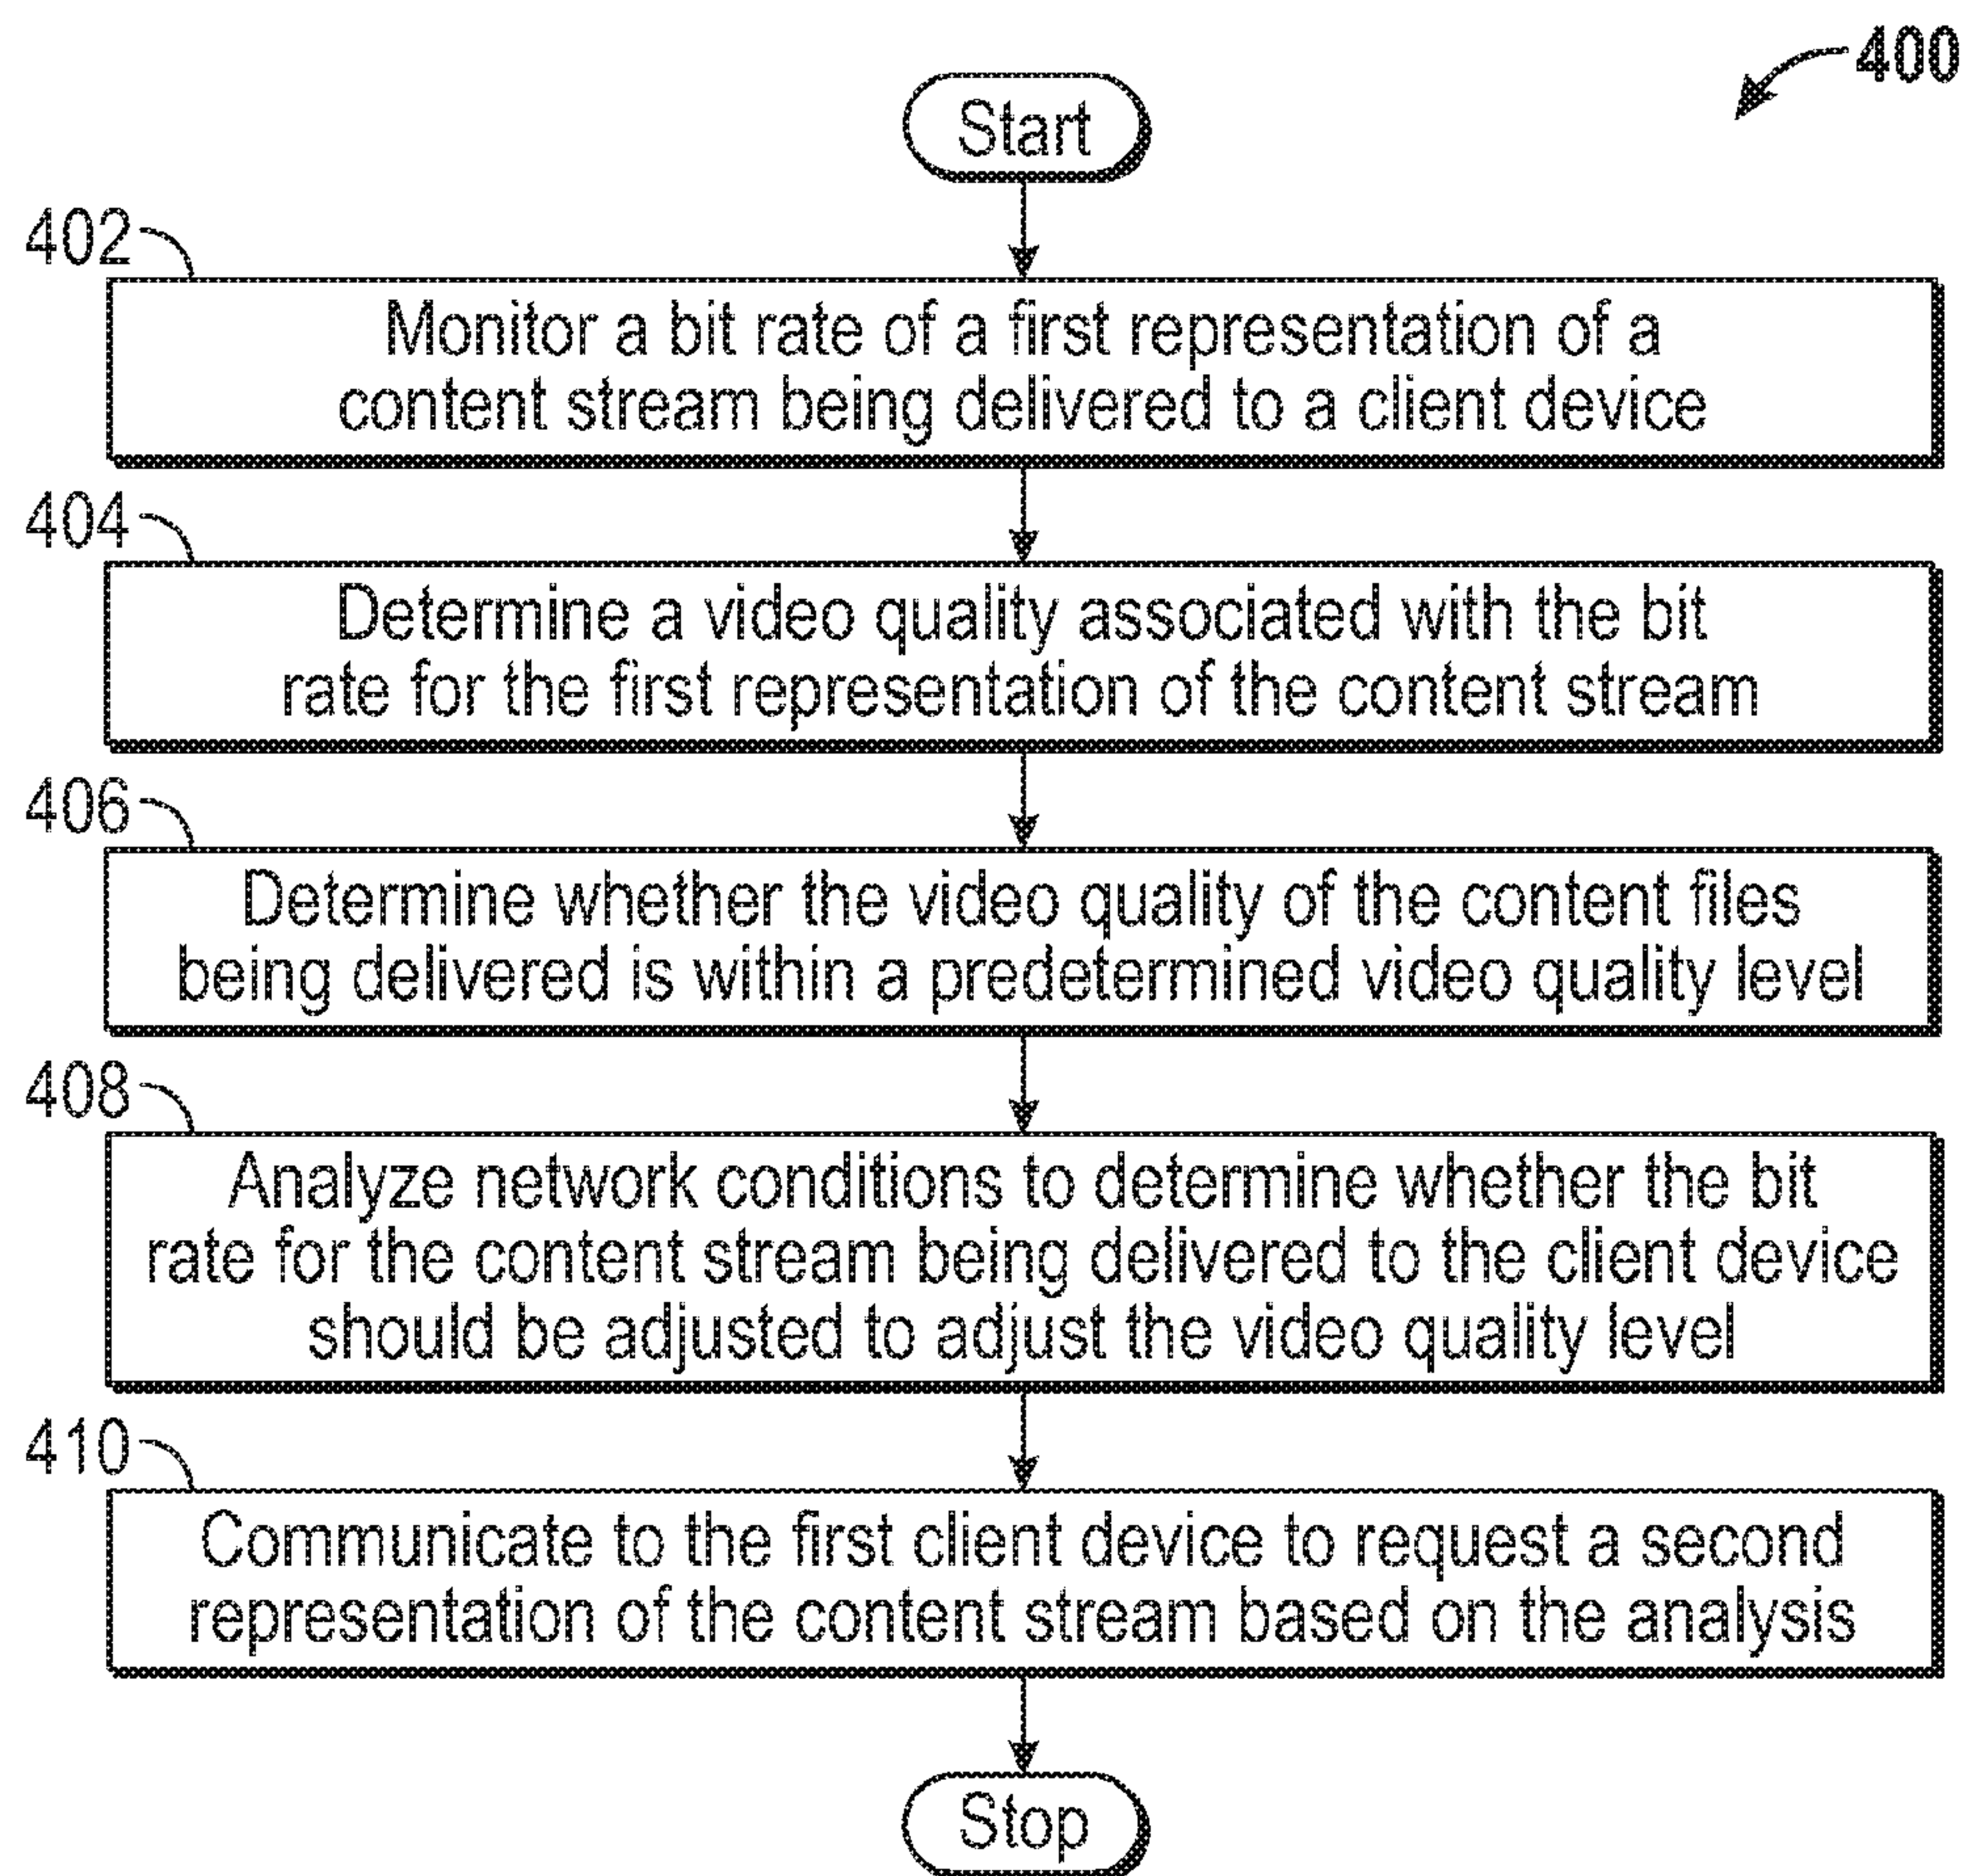 400
Start
402
Monitor a bit rate of a first representation of a
content stream being delivered to a client device
404
Determine a video quality associated with the bit
rate for the first representation of the content stream
406
Determine whether the video quality of the content files
being delivered is within a predetermined video quality level
408
Analyze network conditions to determine whether the bit
rate for the content stream being delivered to the client device
should be adjusted to adjust the video quality level
410
Communicate to the first client device to request a second
representation of the content stream based on the analysis
Stop